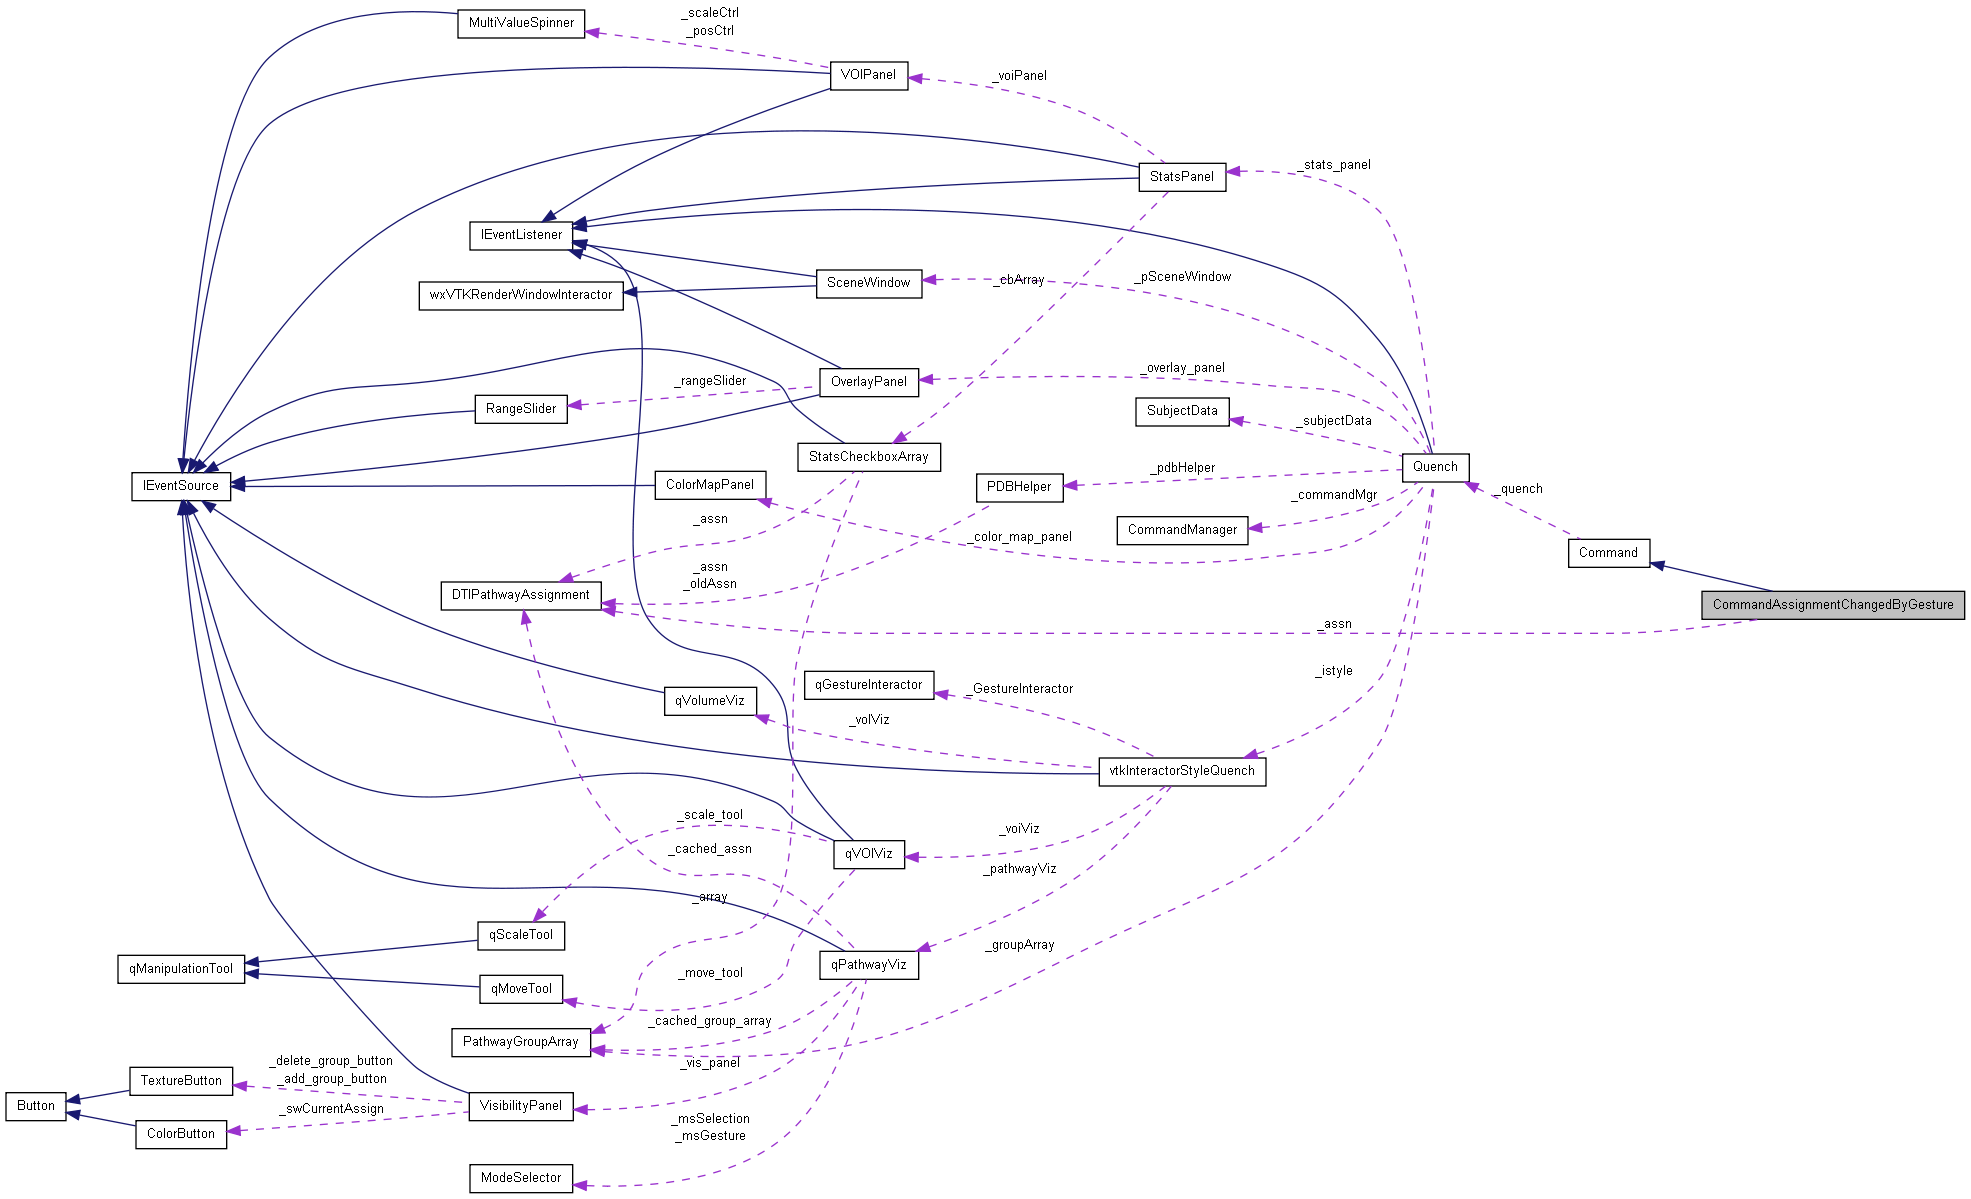 MultiValueSpinner
_scaleCtrl
_posCtrl
VOIPanel
_voiPanel
StatsPanel
_stats_panel
IEventListener
wxVTKRenderWindowInteractor
SceneWindow
_cbArray
_pSceneWindow
_rangeSlider
OverlayPanel
_overlay_panel
RangeSlider
SubjectData
_subjectData
StatsCheckboxArray
Quench
IEventSource
ColorMapPanel
PDBHelper
_pdbHelper
_commandMgr
_quench
_assn
CommandManager
_color_map_panel
Command
_assn
_oldAssn
DTIPathwayAssignment
CommandAssignmentChangedByGesture
_assn
qGestureInteractor
_GestureInteractor
_istyle
qVolumeViz
_volViz
vtkInteractorStyleQuench
_scale_tool
_voiViz
_cached_assn
qVOIViz
_pathwayViz
_array
qScaleTool
_groupArray
qManipulationTool
_move_tool
qPathwayViz
qMoveTool
_cached_group_array
PathwayGroupArray
_vis_panel
_delete_group_button
_add_group_button
TextureButton
Button
_swCurrentAssign
VisibilityPanel
ColorButton
_msSelection
_msGesture
ModeSelector